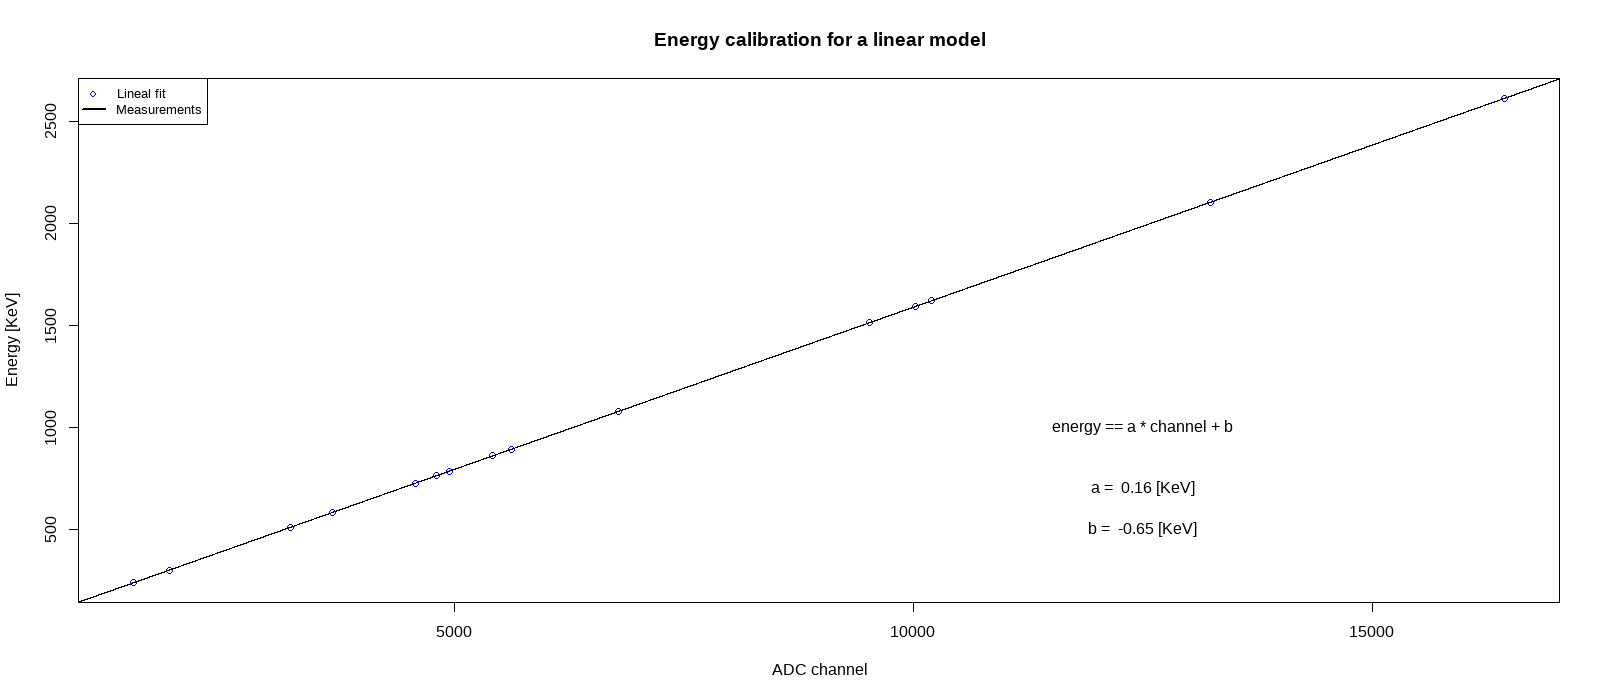 Energy calibration for a linear model
Lineal fit
Measurements
2500
2000
1500
1000
500
Energy [KeV]
energy == a * channel + b
a =  0.16 [KeV]
b =  -0.65 [KeV]
5000
10000
15000
ADC channel